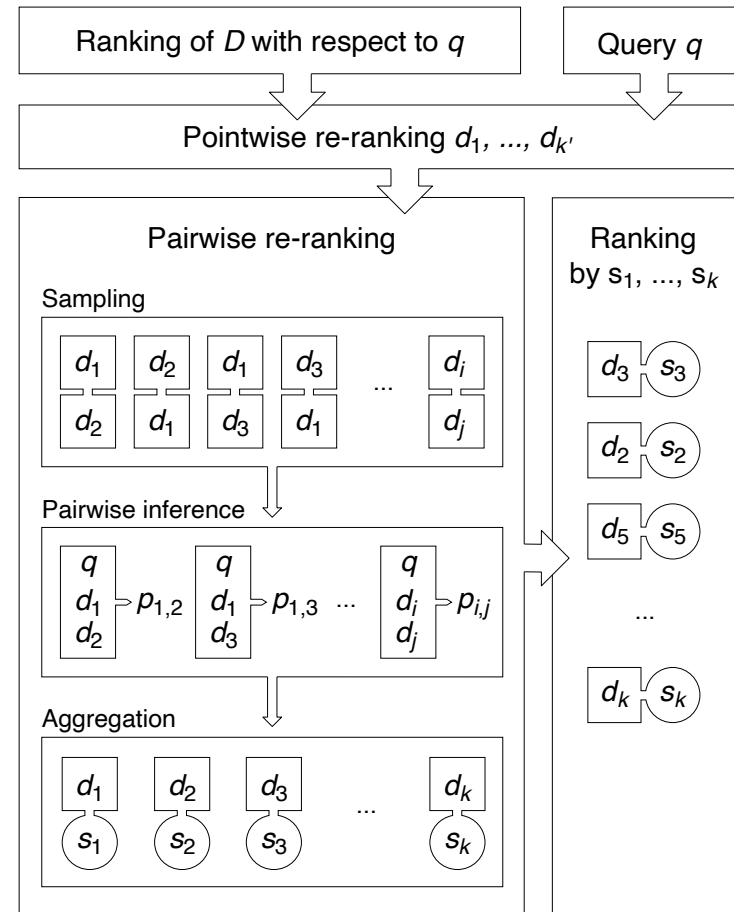 Ranking of D with respect to q
Query q
Pointwise re-ranking d1, ..., dk'
Pairwise re-ranking
Sampling
d1 d2 d1 d3 ... di
d2 d1 d3 d1 dj
Pairwise inference
q q q
d1 p1,2 d1 p1,3 ... di pi,j
d2 d3 dj
Aggregation
d1 d2 d3 ... dk
s1 s2 s3 sk
Ranking
by s1, ..., sk
d3 s3
d2 s2
d5 s5
...
dk sk